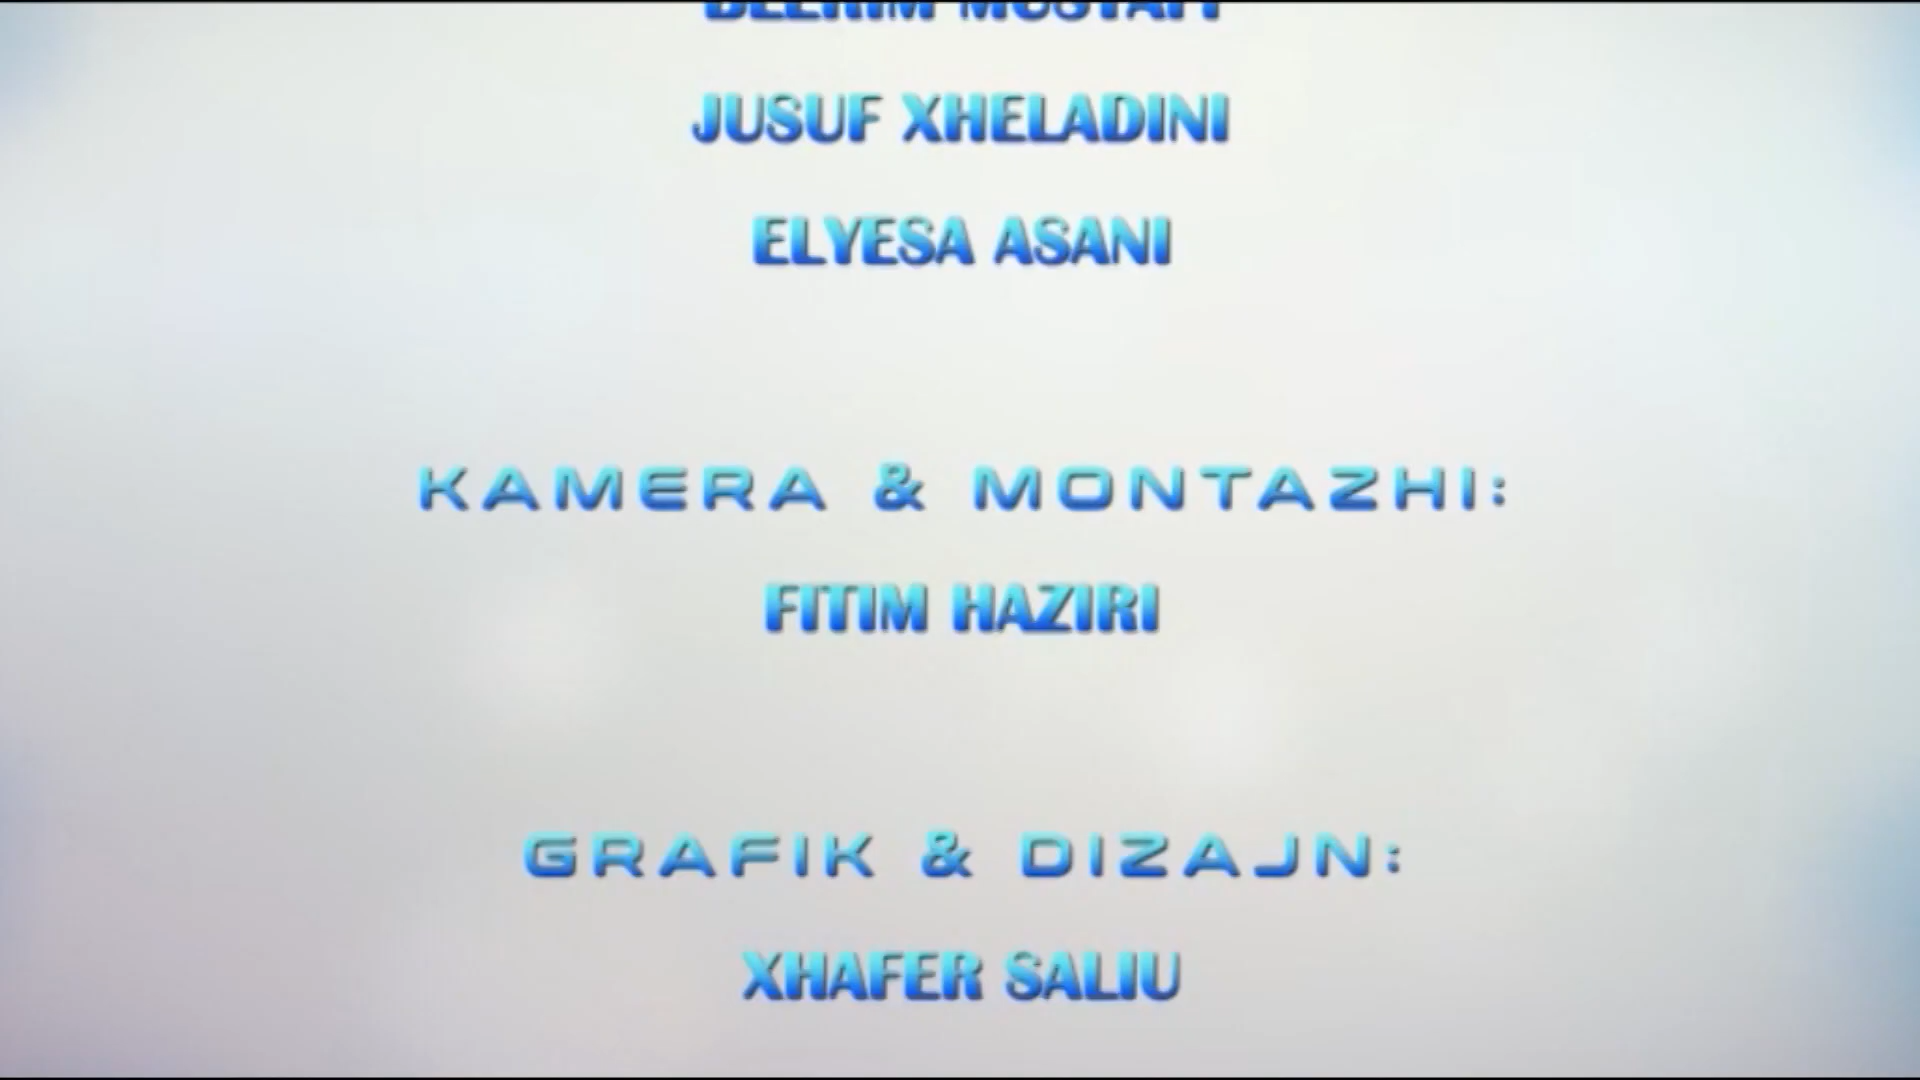 JUSUF XHELADINI
ELYESA ASANI
KAMERA & MONTAZHI:
FITIM HAZIRI
GRAFIK & DIZAJN:
XHAFER SALIU